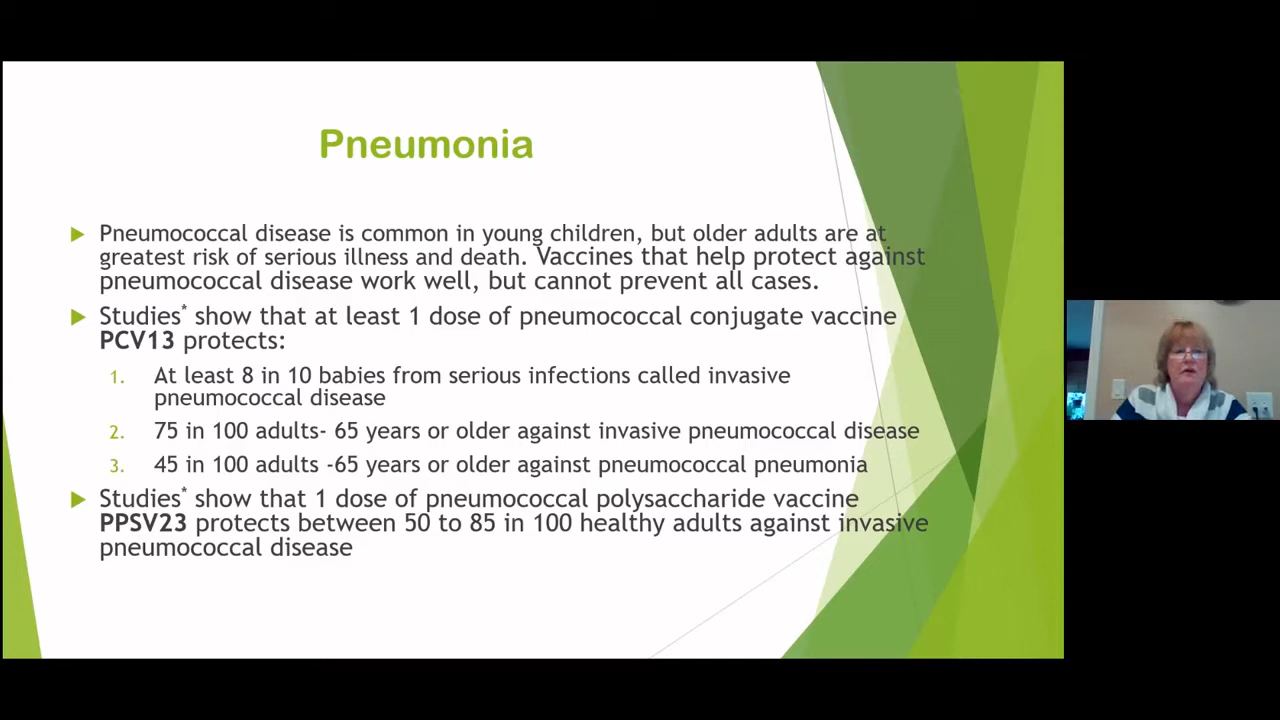 Pneumonia
Pneumococcal disease is common in young children, but older adults are at
greatest risk of serious illness and death. Vaccines that help protect against
pneumococcal disease work well, but cannot prevent all cases.
Studies* show that at least 1 dose of pneumococcal conjugate vaccine
PCV13 protects:
1. At least 8 in 10 babies from serious infections called invasive
pneumococcal disease
2. 75 in 100 adults- 65 years or older against invasive pneumococcal disease
3. 45 in 100 adults -65 years or older against pneumococcal pneumonia
Studies* show that 1 dose of pneumococcal polysaccharide vaccine
PPSV23 protects between 50 to 85 in 100 healthy adults against invasive
pneumococcal disease